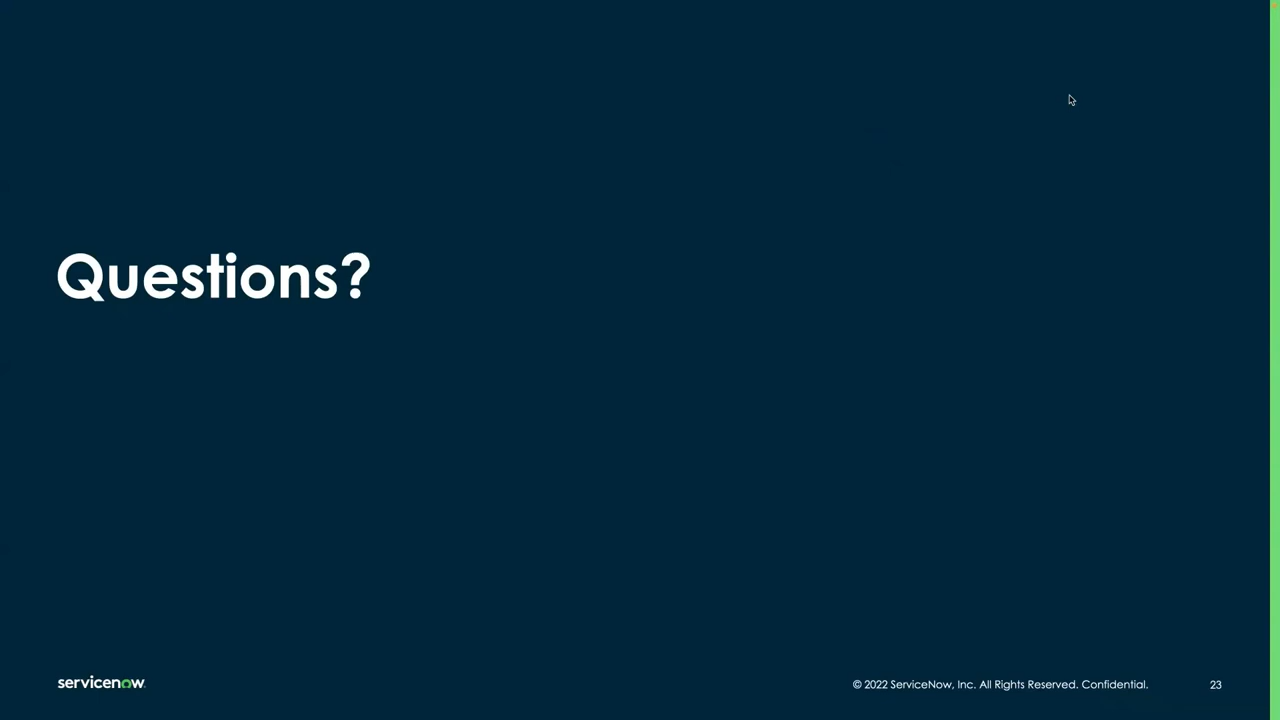 Questions?
servicenow.
© 2022 ServiceNow, Inc. All Rights Reserved. Confidential.
23